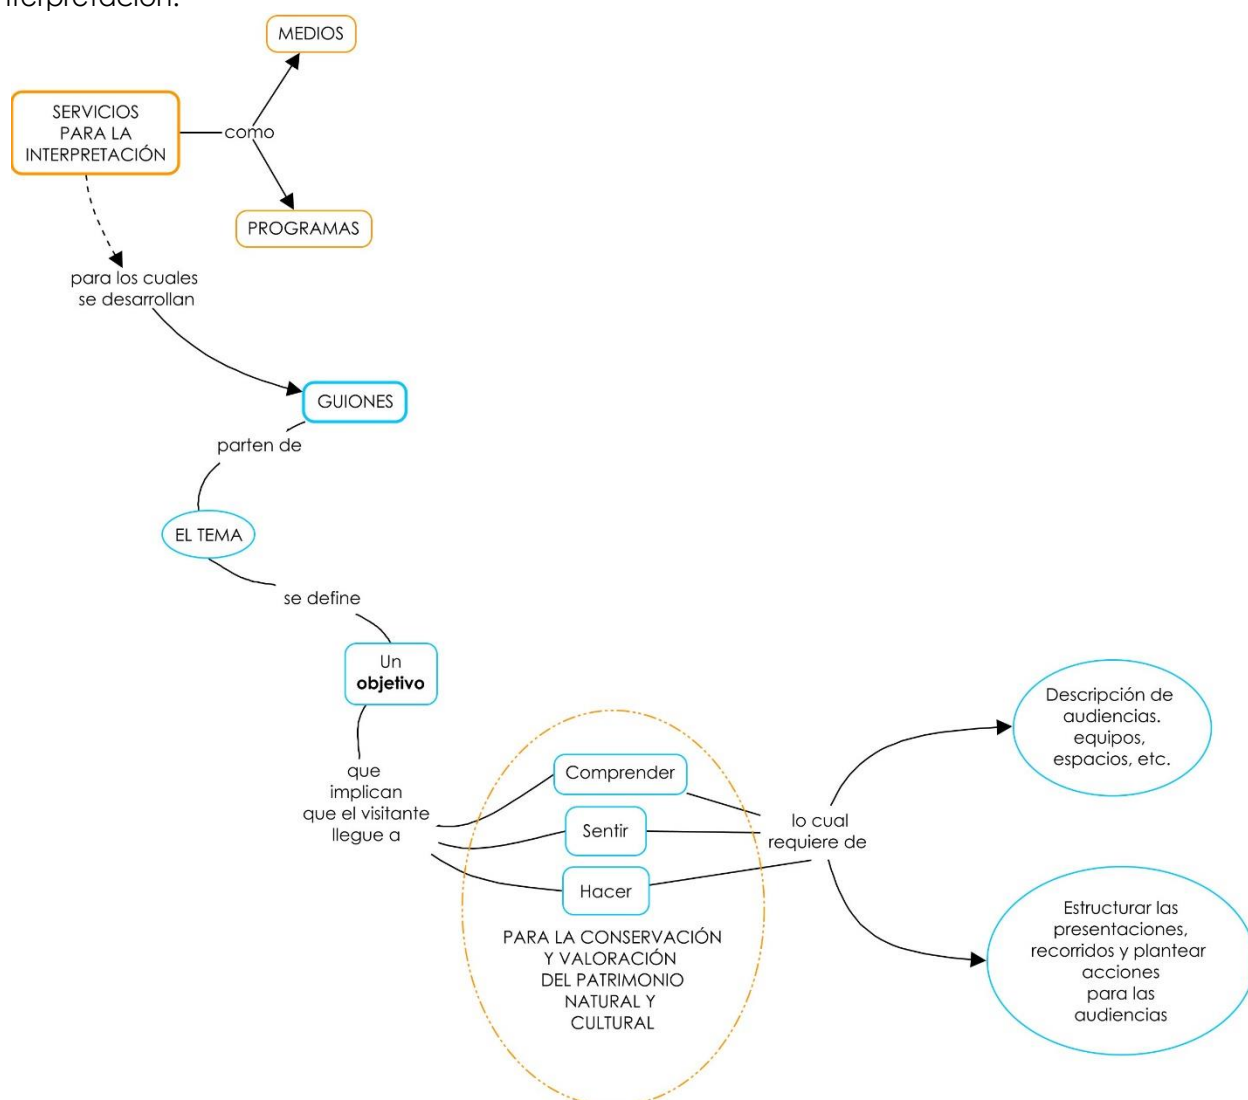 nterpretación.
MEDIOS
SERVICIOS
PARA LA
INTERPRETACIÓN
como
PROGRAMAS
para los cuales
se desarrollan
GUIONES
parten de
EL TEMA
se define
Un
objetivo
que
implican
que el visitante
llegue a
Comprender
Sentir
Hacer
PARA LA CONSERVACIÓN
Y VALORACIÓN
DEL PATRIMONIO
NATURAL Y
CULTURAL
lo cual
requiere de
Descripción de
audiencias.
equipos,
espacios, etc.
Estructurar las
presentaciones,
recorridos y plantear
acciones
para las
audiencias